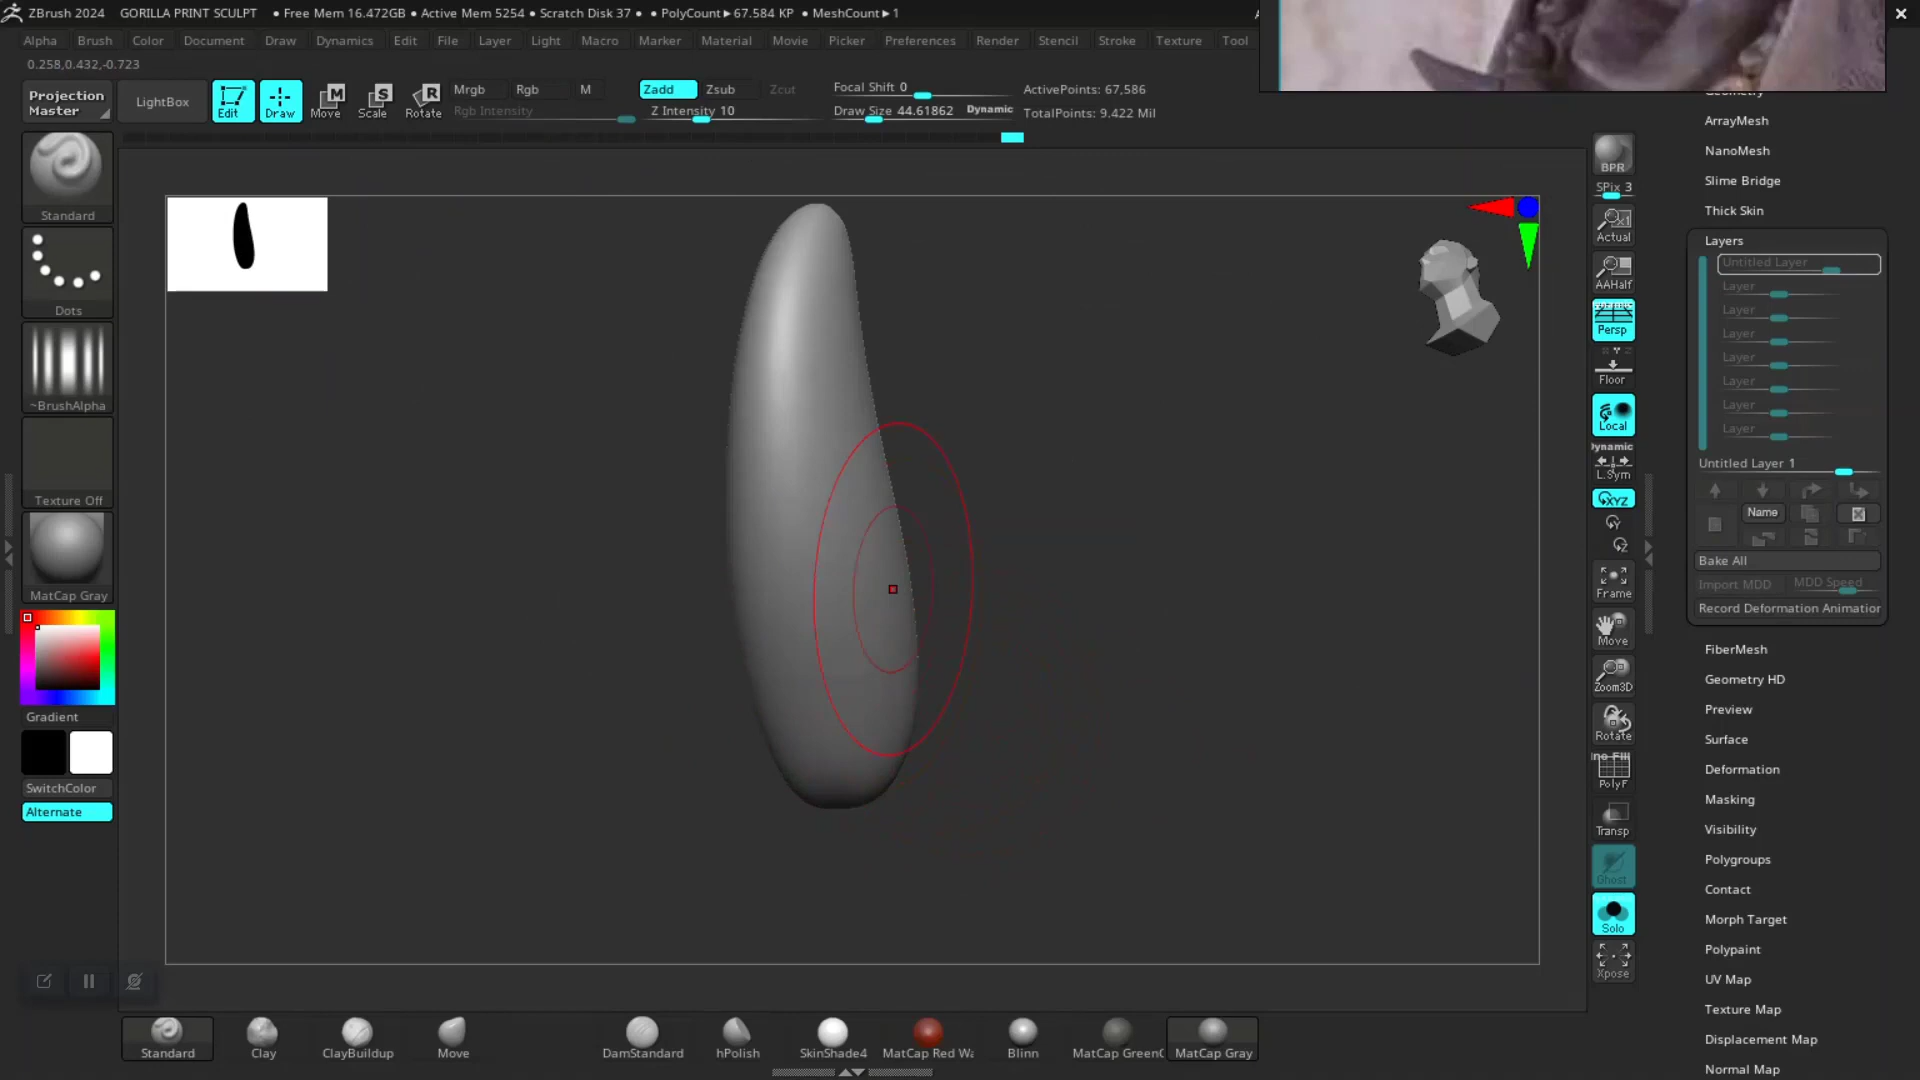 ZBrush 2024 GORILLA PRINT SCULPT • Free Mem 16.472GB • Active Mem 5254 • Scratch Disk 37 • • PolyCount▶67.584 KP • MeshCount▶1
Alpha Brush Color Document Draw Dynamics Edit File Layer Light Macro Marker Material Movie Picker Preferences Render Stencil Stroke Texture Tool
0.258,0.432,-0.723
Projection Master
LightBox
Edit
Draw
Move
Scale
Rotate
Mrgb Rgb M
Rgb Intensity
Zadd Zsub Zcut
Z Intensity 10
Focal Shift 0
Draw Size 44.61862 Dynamic
ActivePoints: 67,586
TotalPoints: 9.422 Mil
Standard
Dots
~BrushAlpha
Texture Off
MatCap Gray
Gradient
SwitchColor
Alternate
BPR
SPix 3
Actual
AAHalf
Persp
Floor
Local
Dynamic
L.Sym
XYZ
Frame
Move
Zoom3D
Rotate
PolyF
Transp
Ghost
Solo
Xpose
Geometry
ArrayMesh
NanoMesh
Slime Bridge
Thick Skin
Layers
Untitled Layer
Layer
Layer
Layer
Layer
Layer
Layer
Layer
Untitled Layer 1
Name
Bake All
Import MDD MDD Speed
Record Deformation Animation
FiberMesh
Geometry HD
Preview
Surface
Deformation
Masking
Visibility
Polygroups
Contact
Morph Target
Polypaint
UV Map
Texture Map
Displacement Map
Normal Map
Standard Clay ClayBuildup Move DamStandard hPolish SkinShade4 MatCap Red Wa Blinn MatCap GreenC MatCap Gray